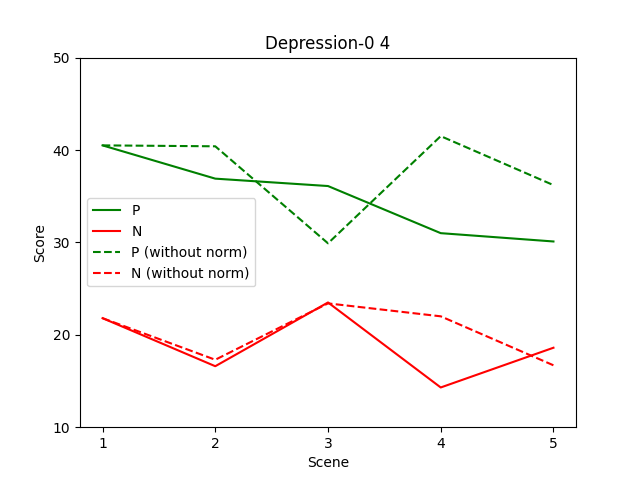 Depression-0 4
50
40
30
20
10
Score
P
N
P (without norm)
N (without norm)
1 2 3 4 5
Scene